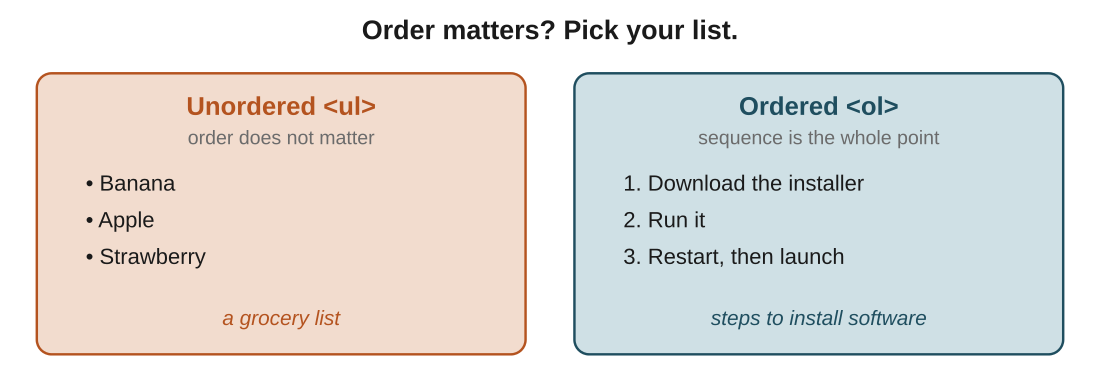 Order matters? Pick your list.
Unordered <ul>
order does not matter
• Banana
• Apple
• Strawberry
a grocery list
Ordered <ol>
sequence is the whole point
1. Download the installer
2. Run it
3. Restart, then launch
steps to install software